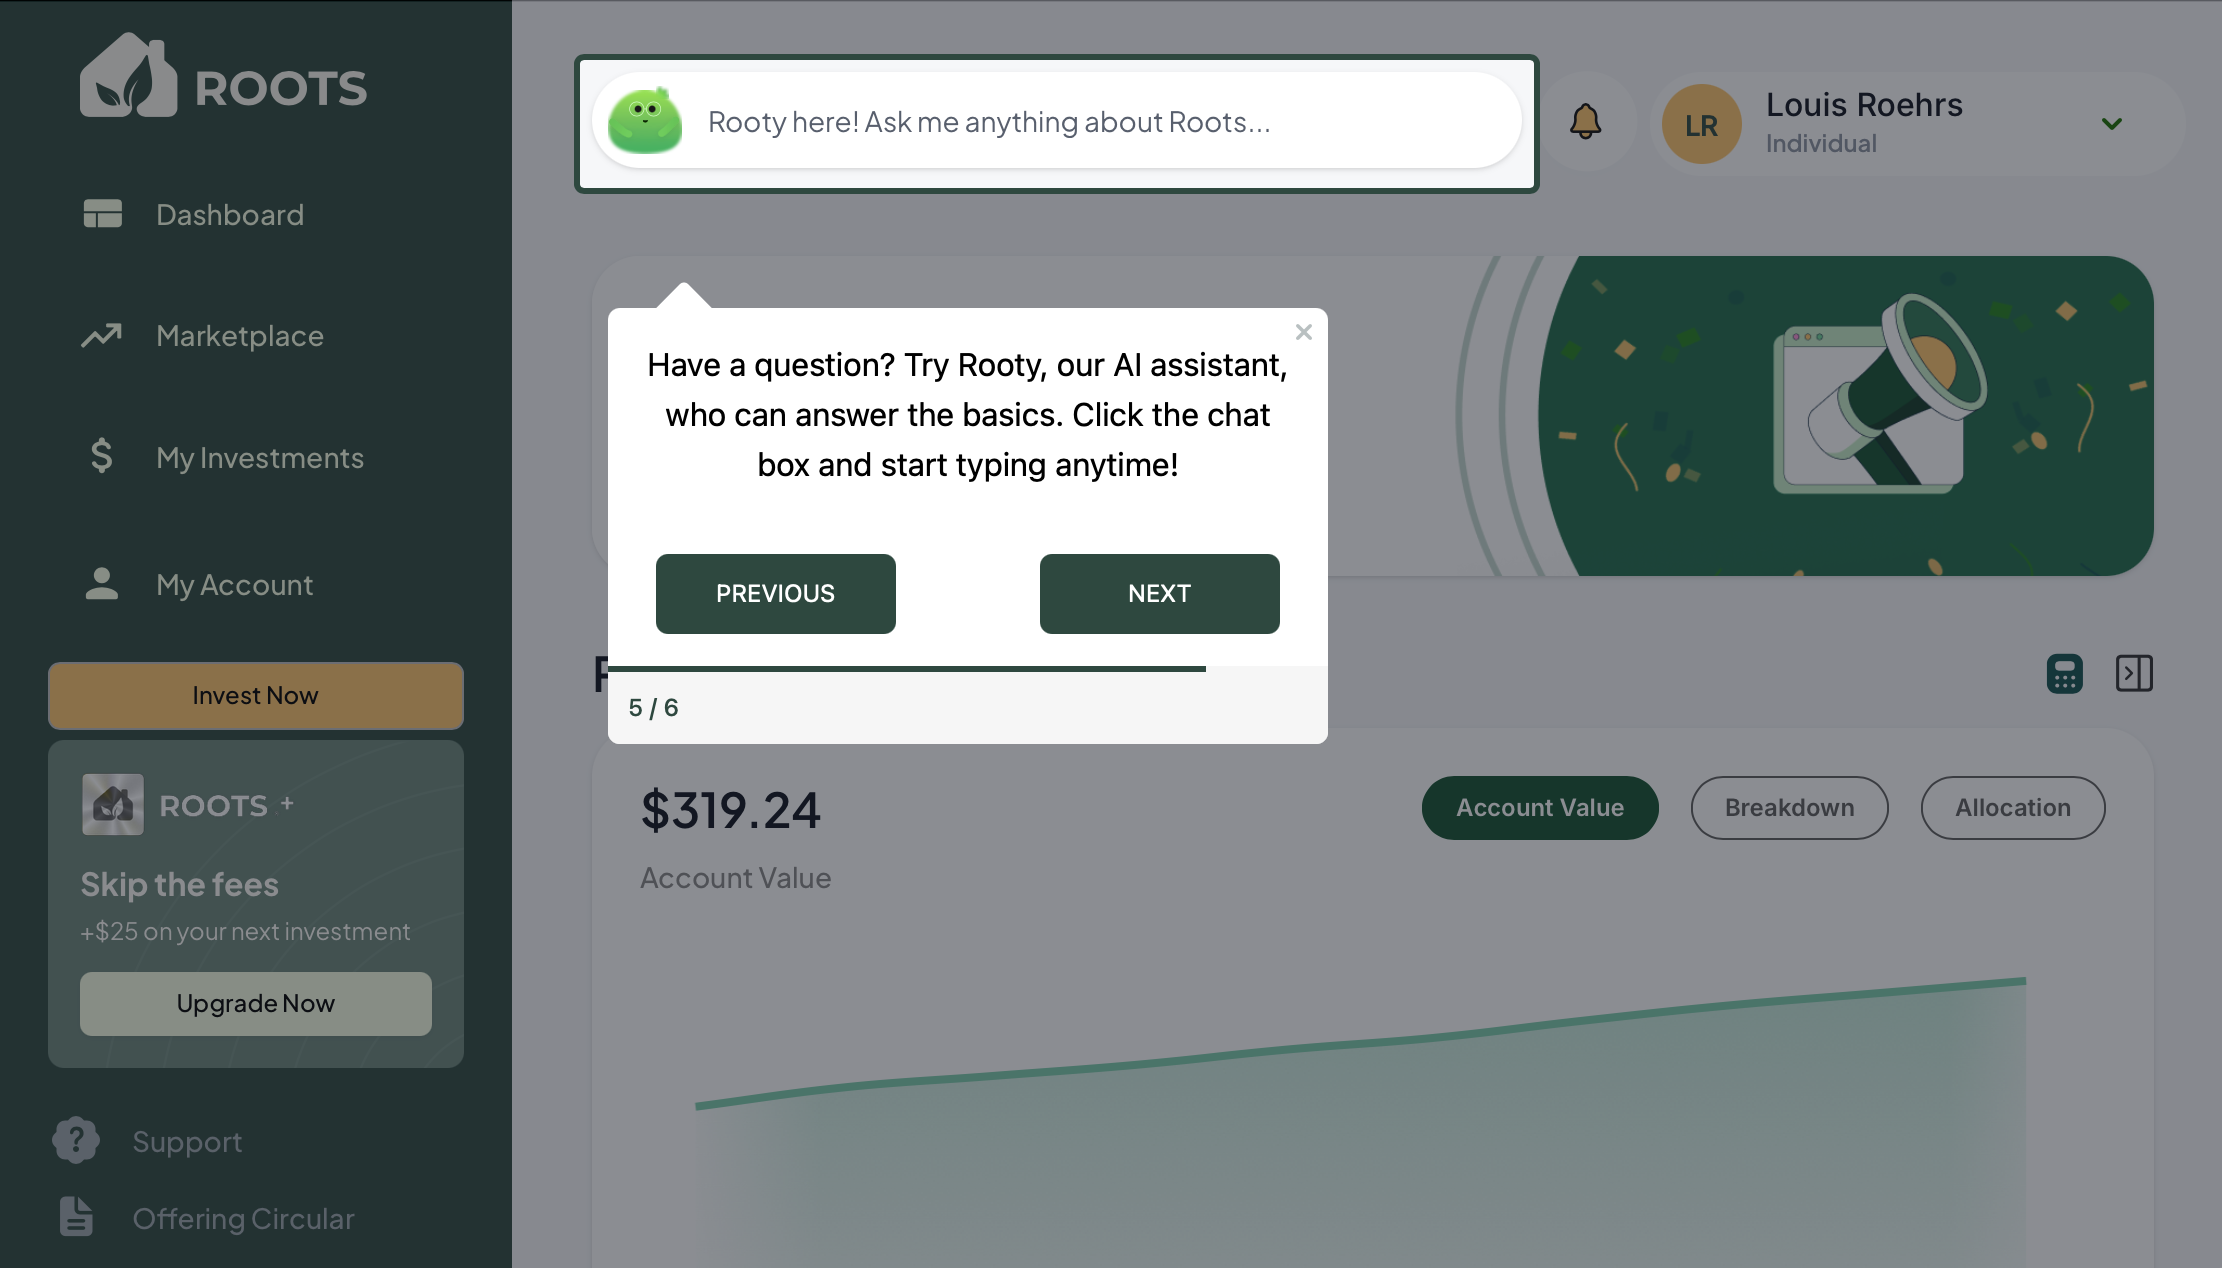 ROOTS
Dashboard
Marketplace
My Investments
My Account
Invest Now
ROOTS +
Skip the fees
+$25 on your next investment
Upgrade Now
Support
Offering Circular
Rooty here! Ask me anything about Roots...
LR
Louis Roehrs
Individual
Have a question? Try Rooty, our AI assistant,
who can answer the basics. Click the chat
box and start typing anytime!
PREVIOUS
NEXT
5 / 6
$319.24
Account Value
Account Value
Breakdown
Allocation